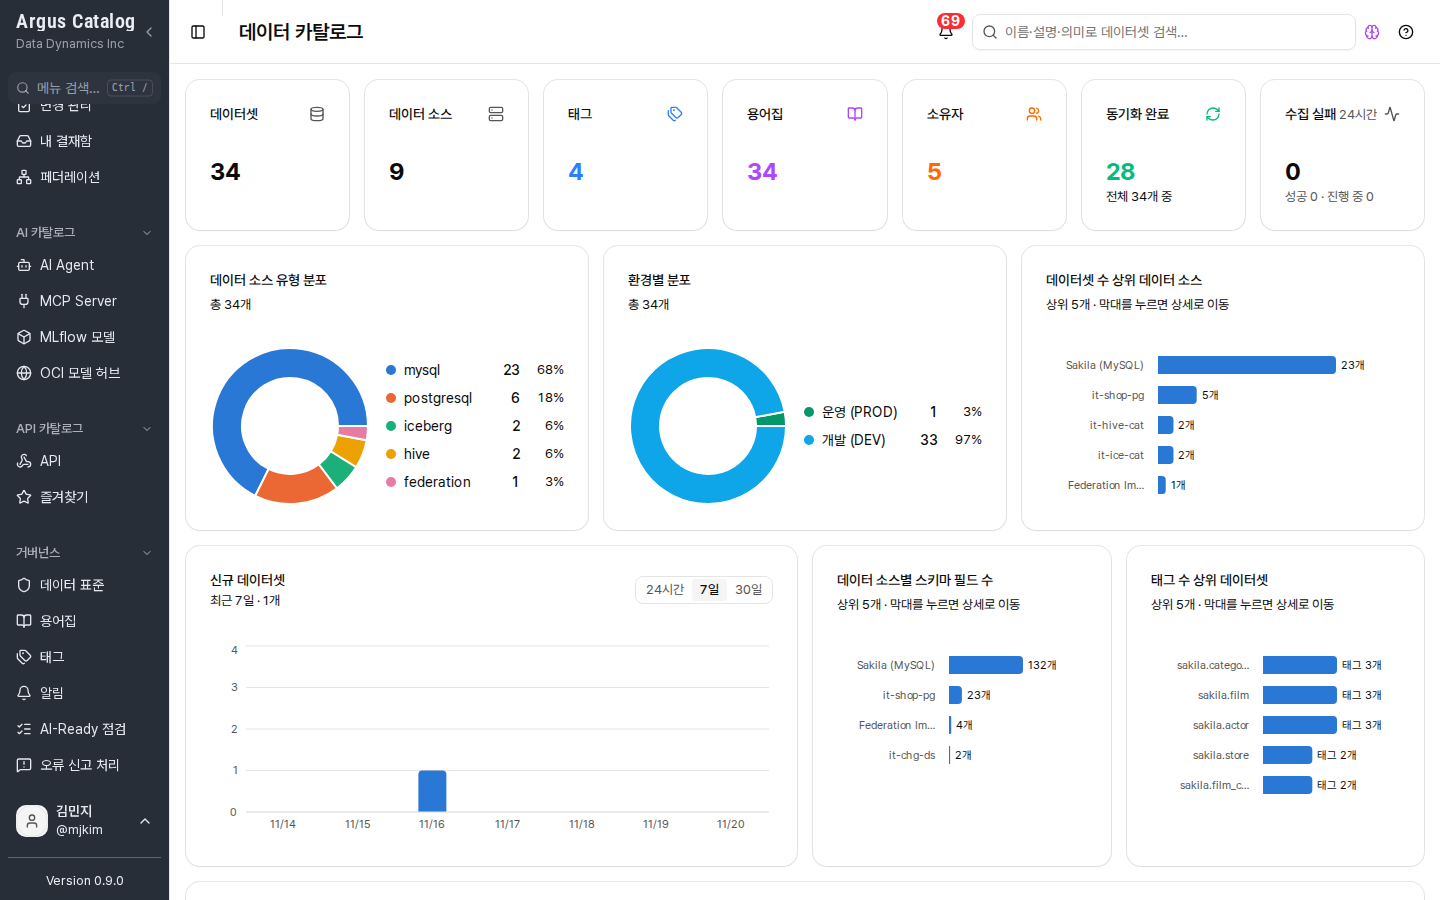 Argus Catalog
Data Dynamics Inc
메뉴 검색... Ctrl /
변경 관리
내 결재함
페더레이션
AI 카탈로그
AI Agent
MCP Server
MLflow 모델
OCI 모델 허브
API 카탈로그
API
즐겨찾기
거버넌스
데이터 표준
용어집
태그
알림
AI-Ready 점검
오류 신고 처리
김민지
@mjkim
Version 0.9.0
데이터 카탈로그
69
이름·설명·의미로 데이터셋 검색...
데이터셋
34
데이터 소스
9
태그
4
용어집
34
소유자
5
동기화 완료
28
전체 34개 중
수집 실패 24시간
0
성공 0 · 진행 중 0
데이터 소스 유형 분포
총 34개
mysql 23 68%
postgresql 6 18%
iceberg 2 6%
hive 2 6%
federation 1 3%
환경별 분포
총 34개
운영 (PROD) 1 3%
개발 (DEV) 33 97%
데이터셋 수 상위 데이터 소스
상위 5개 · 막대를 누르면 상세로 이동
Sakila (MySQL) 23개
it-shop-pg 5개
it-hive-cat 2개
it-ice-cat 2개
Federation Im... 1개
신규 데이터셋
최근 7일 · 1개
24시간 7일 30일
4
3
2
1
0
11/14 11/15 11/16 11/17 11/18 11/19 11/20
데이터 소스별 스키마 필드 수
상위 5개 · 막대를 누르면 상세로 이동
Sakila (MySQL) 132개
it-shop-pg 23개
Federation Im... 4개
it-chg-ds 2개
태그 수 상위 데이터셋
상위 5개 · 막대를 누르면 상세로 이동
sakila.catego... 태그 3개
sakila.film 태그 3개
sakila.actor 태그 3개
sakila.store 태그 2개
sakila.film_c... 태그 2개